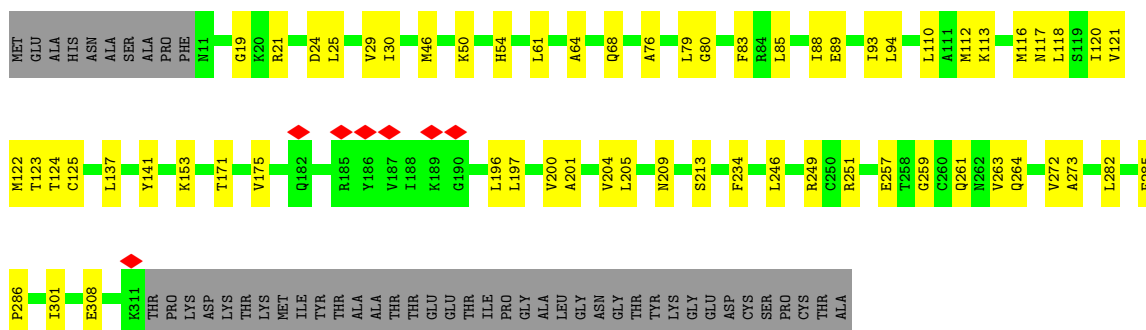 MET GLU ALA HIS ASN ALA SER ALA PRO PHE N11 G19 K20 R21 D24 L25 V29 I30 M46 K50 H54 L61 A64 Q68 A76 L79 G80 F83 R84 L85 I88 E89 I93 L94 L110 A111 M112 K113 M116 N117 L118 S119 I120 V121
M122 T123 T124 C125 L137 Y141 K153 T171 V175 Q182 R185 Y186 V187 I188 K189 G190 L196 L197 V200 A201 V204 L205 N209 S213 F234 L246 R249 C250 R251 E257 T258 G259 C260 Q261 N262 V263 Q264 V272 A273 L282
P286 I301 E308 K311 THR PRO LYS ASP LYS THR LYS MET ILE TYR THR ALA ALA THR THR GLU GLU THR ILE PRO GLY ALA LEU GLY ASN GLY THR TYR LYS GLY GLU ASP CYS SER PRO CYS THR ALA